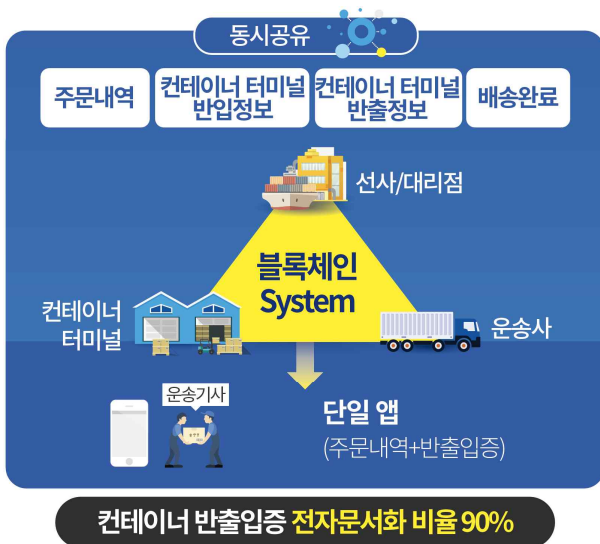 동시공유
주문내역
컨테이너 터미널
반입정보
컨테이너 터미널
반출정보
배송완료
선사/대리점
블록체인
System
컨테이너
터미널
운송사
운송기사
단일 앱
(주문내역+반출입증)
컨테이너 반출입증 전자문서화 비율 90%